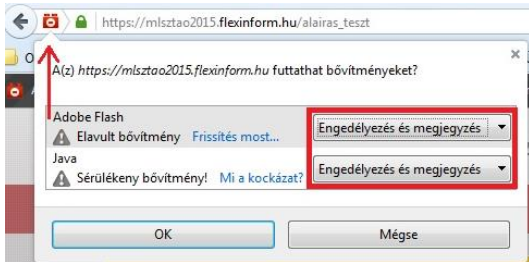 https://mlsztao2015.flexinform.hu/alairas_teszt
A(z) https://mlsztao2015.flexinform.hu futtathat bővítményeket?
Adobe Flash
Elavult bővítmény Frissítés most... Engedélyezés és megjegyzés
Java
Sérülékeny bővítmény! Mi a kockázat? Engedélyezés és megjegyzés
OK Mégse